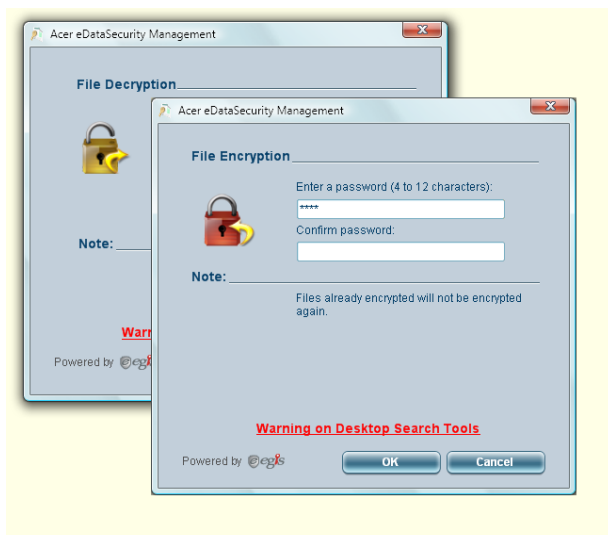 Acer eDataSecurity Management
File Decryption
Note:
Warn
Powered by egi
Acer eDataSecurity Management
File Encryption
Enter a password (4 to 12 characters):
****
Confirm password:
Note:
Files already encrypted will not be encrypted
again.
Warning on Desktop Search Tools
Powered by egis
OK
Cancel